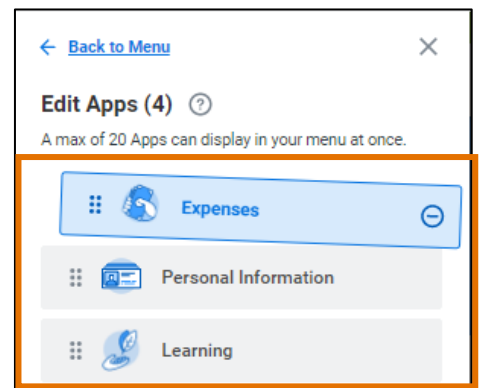 ← Back to Menu
Edit Apps (4) ?
A max of 20 Apps can display in your menu at once.
Expenses
Personal Information
Learning